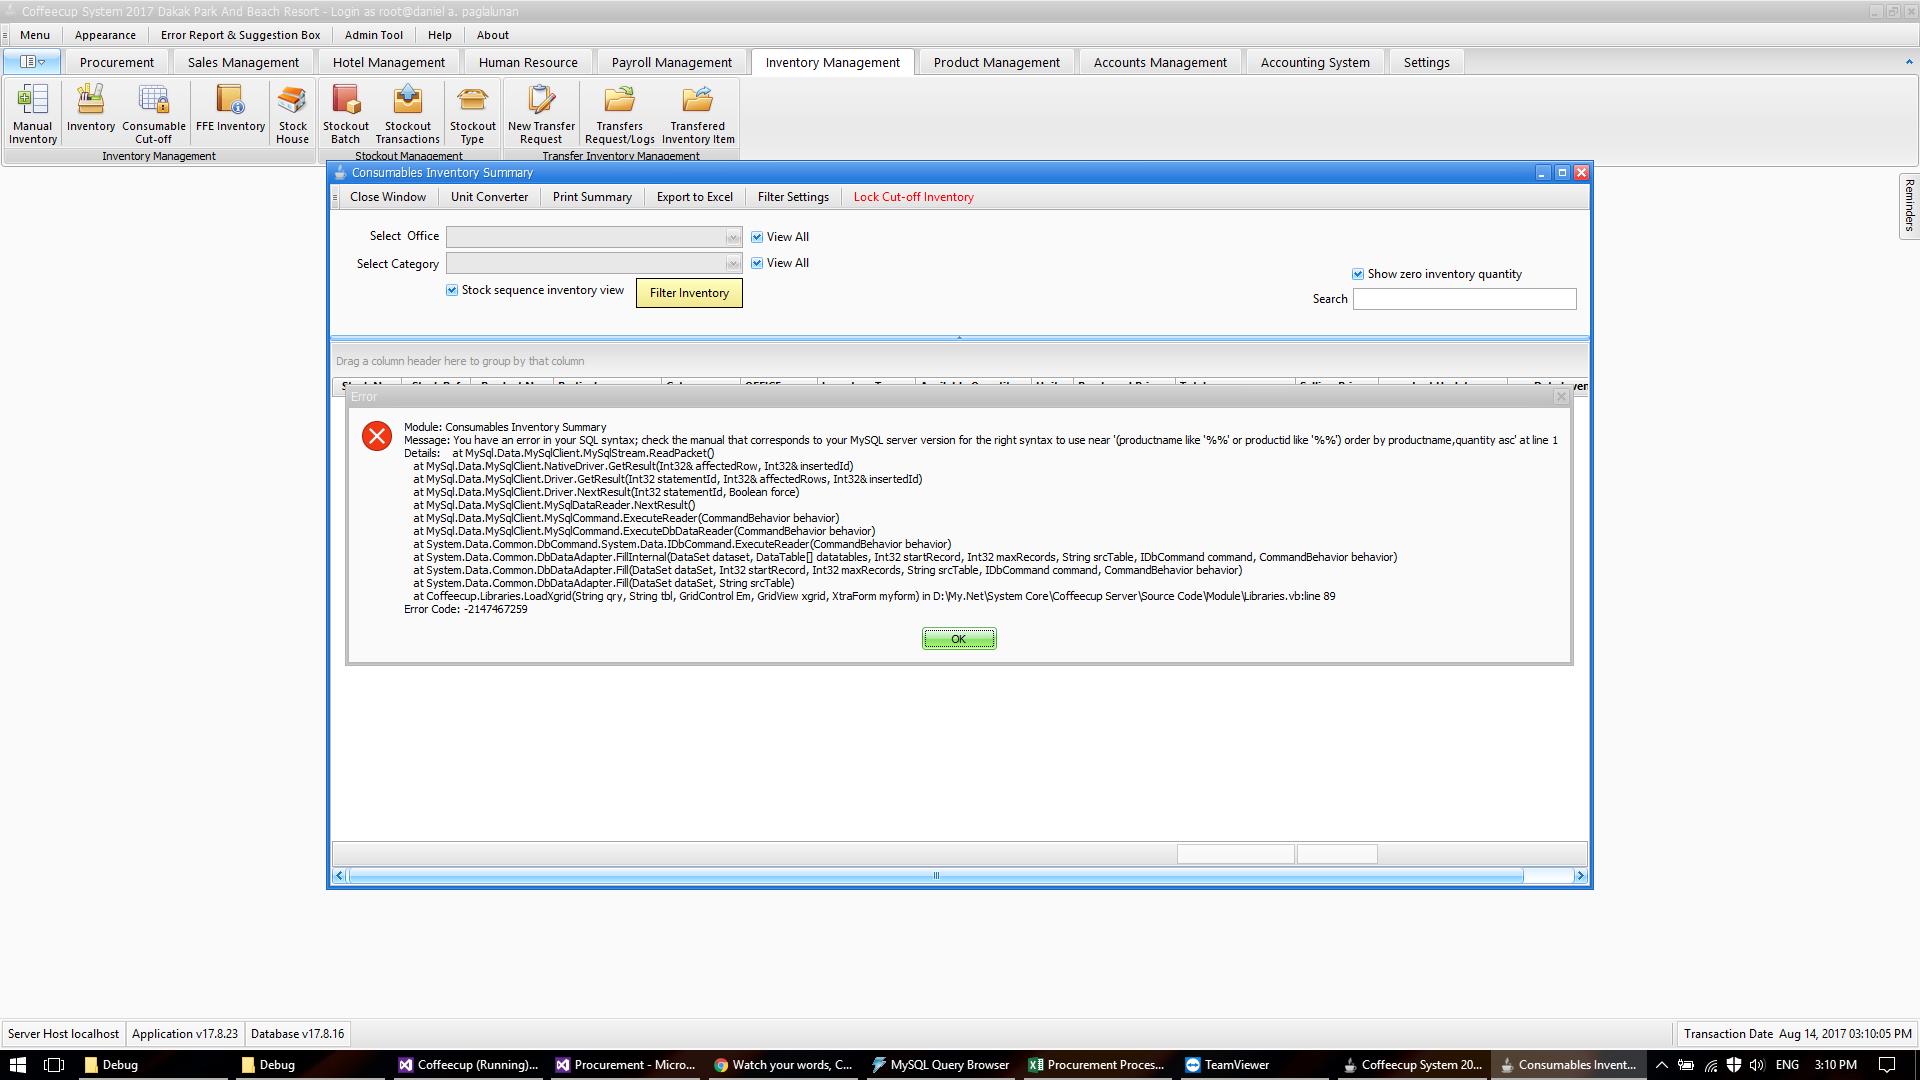 Coffeecup System 2017 Dakak Park And Beach Resort - Login as root@daniel a. paglalunan
Menu Appearance Error Report & Suggestion Box Admin Tool Help About
Procurement Sales Management Hotel Management Human Resource Payroll Management Inventory Management Product Management Accounts Management Accounting System Settings
Manual Inventory Consumable FFE Inventory Stock Stockout Stockout Stockout New Transfer Transfers Transfered
Inventory Cut-off House Batch Transactions Type Request Request/Logs Inventory Item
Inventory Management Stockout Management Transfer Inventory Management
Reminders
Consumables Inventory Summary
Close Window Unit Converter Print Summary Export to Excel Filter Settings Lock Cut-off Inventory
Select Office View All
Select Category View All
Show zero inventory quantity
Stock sequence inventory view Filter Inventory
Search
Drag a column header here to group by that column
Error
Module: Consumables Inventory Summary
Message: You have an error in your SQL syntax; check the manual that corresponds to your MySQL server version for the right syntax to use near '(productname like '%%' or productid like '%%') order by productname,quantity asc' at line 1
Details:    at MySql.Data.MySqlClient.MySqlStream.ReadPacket()
at MySql.Data.MySqlClient.NativeDriver.GetResult(Int32& affectedRow, Int32& insertedId)
at MySql.Data.MySqlClient.Driver.GetResult(Int32 statementId, Int32& affectedRows, Int32& insertedId)
at MySql.Data.MySqlClient.Driver.NextResult(Int32 statementId, Boolean force)
at MySql.Data.MySqlClient.MySqlDataReader.NextResult()
at MySql.Data.MySqlClient.MySqlCommand.ExecuteReader(CommandBehavior behavior)
at MySql.Data.MySqlClient.MySqlCommand.ExecuteDbDataReader(CommandBehavior behavior)
at System.Data.Common.DbCommand.System.Data.IDbCommand.ExecuteReader(CommandBehavior behavior)
at System.Data.Common.DbDataAdapter.FillInternal(DataSet dataset, DataTable[] datatables, Int32 startRecord, Int32 maxRecords, String srcTable, IDbCommand command, CommandBehavior behavior)
at System.Data.Common.DbDataAdapter.Fill(DataSet dataSet, Int32 startRecord, Int32 maxRecords, String srcTable, IDbCommand command, CommandBehavior behavior)
at System.Data.Common.DbDataAdapter.Fill(DataSet dataSet, String srcTable)
at Coffeecup.Libraries.LoadXgrid(String qry, String tbl, GridControl Em, GridView xgrid, XtraForm myform) in D:\My.Net\System Core\Coffeecup Server\Source Code\Module\Libraries.vb:line 89
Error Code: -2147467259
OK
Server Host localhost Application v17.8.23 Database v17.8.16 Transaction Date Aug 14, 2017 03:10:05 PM
Debug Debug Coffeecup (Running)... Procurement - Micro... Watch your words, C... MySQL Query Browser Procurement Proces... TeamViewer Coffeecup System 20... Consumables Invent... ENG 3:10 PM